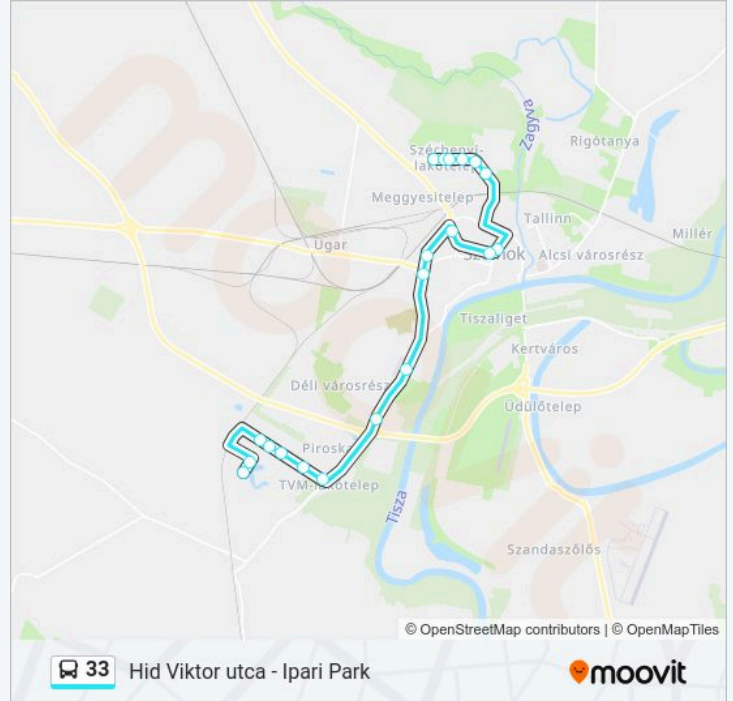 Zagyva
Széchenyi-
lakótelep
Rigótanya
Meggyesitelep
Tallinn
Ugar
Millér
Szolnok
Alcsi városrész
Tiszaliget
Kertváros
Déli városrész
Üdülőtelep
Piroska
TVM-lakótelep
Tisza
Szandaszőlős
© OpenStreetMap contributors | © OpenMapTiles
33 Hid Viktor utca - Ipari Park
moovit